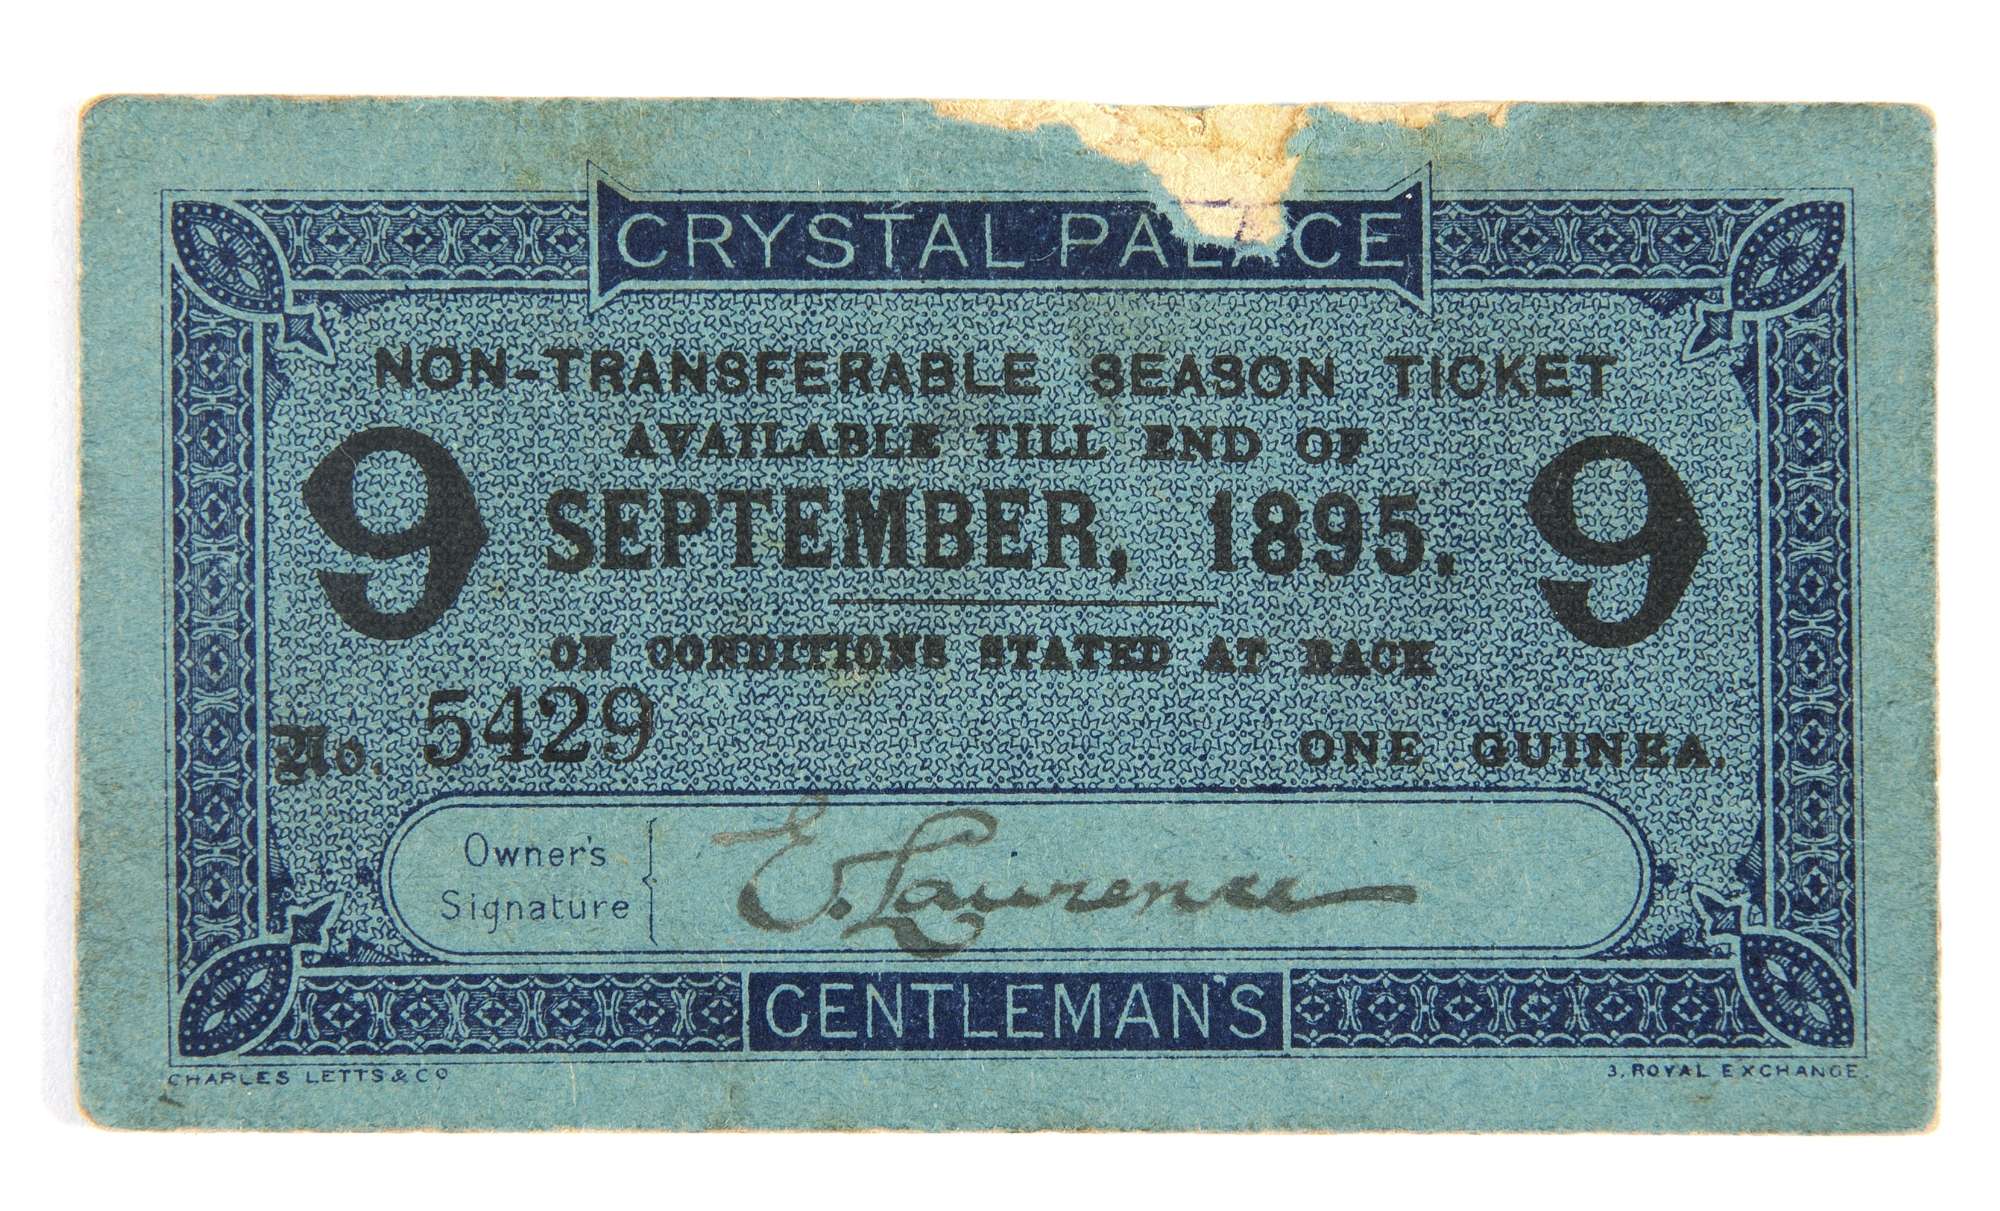 CRYSTAL PALACE
NON-TRANSFERABLE SEASON TICKET
AVAILABLE TILL END OF
9 SEPTEMBER, 1895. 9
ON CONDITIONS STATED AT BACK
No. 5429
ONE GUINEA.
Owner's
Signature
E. Laurence
GENTLEMAN'S
CHARLES LETTS & CO
3, ROYAL EXCHANGE.